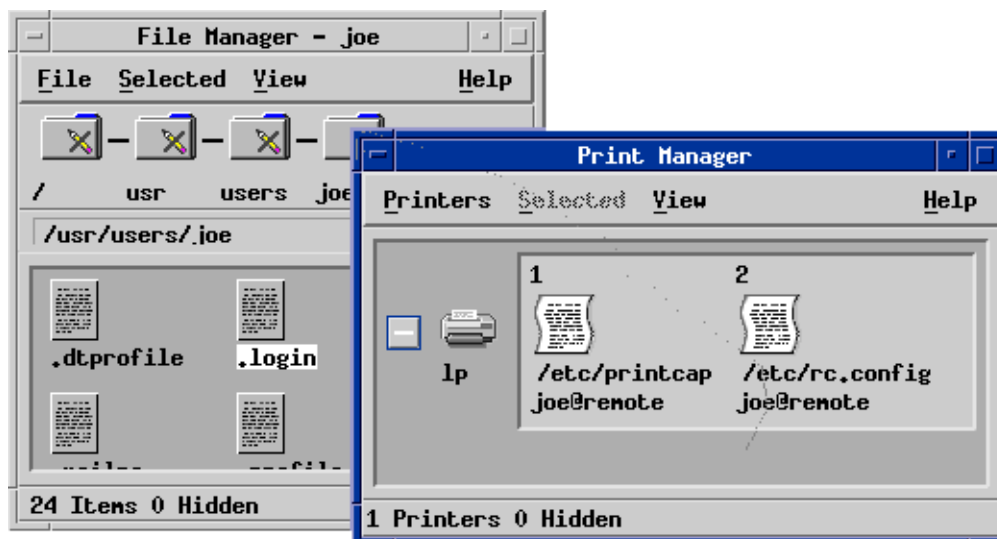 File Manager - joe
File Selected View Help
/ usr users joe
/usr/users/joe
.dtprofile .login
24 Items 0 Hidden
Print Manager
Printers Selected View Help
1 2
lp
/etc/printcap /etc/rc.config
joe@remote joe@remote
1 Printers 0 Hidden